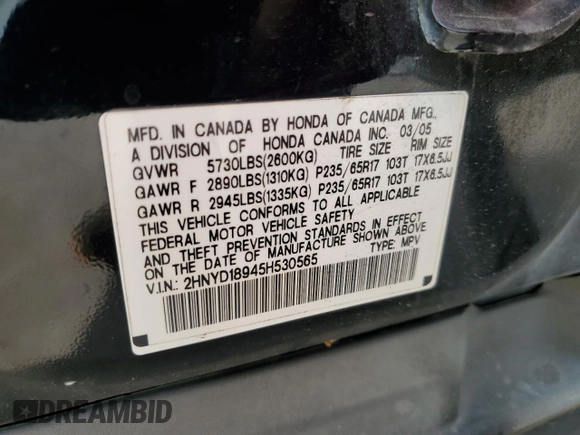 MFD. IN CANADA BY HONDA OF CANADA MFG.,
A DIVISION OF HONDA CANADA INC. 03/05
GVWR 5730LBS(2600KG) TIRE SIZE RIM SIZE
GAWR F 2890LBS(1310KG) P235/65R17 103T 17X6.5JJ
GAWR R 2945LBS(1335KG) P235/65R17 103T 17X6.5JJ
THIS VEHICLE CONFORMS TO ALL APPLICABLE
FEDERAL MOTOR VEHICLE SAFETY
AND THEFT PREVENTION STANDARDS IN EFFECT
ON THE DATE OF MANUFACTURE SHOWN ABOVE.
V.I.N.: 2HNYD18945H530565 TYPE: MPV
DREAMBID